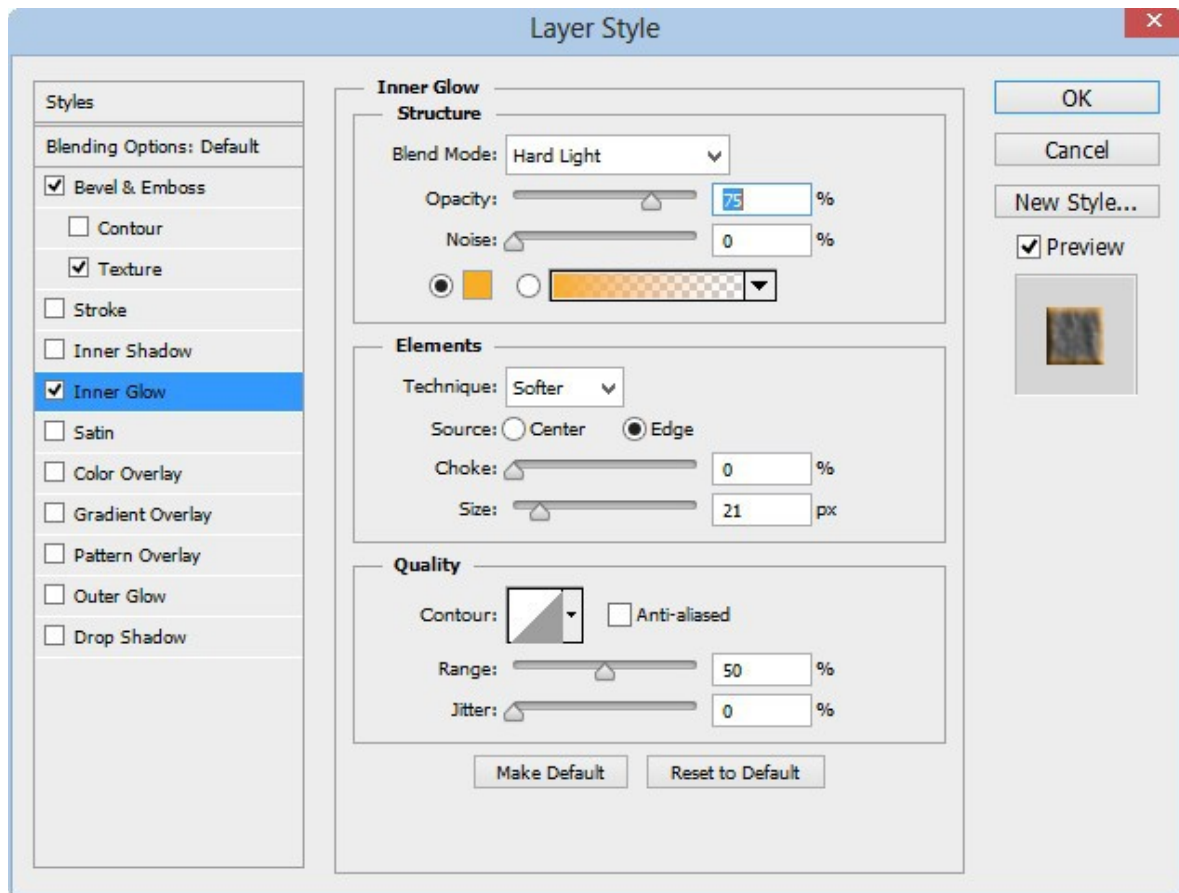 Layer Style
Styles
Blending Options: Default
Bevel & Emboss
Contour
Texture
Stroke
Inner Shadow
Inner Glow
Satin
Color Overlay
Gradient Overlay
Pattern Overlay
Outer Glow
Drop Shadow
Inner Glow
Structure
Blend Mode: Hard Light
Opacity: 75 %
Noise: 0 %
Elements
Technique: Softer
Source: Center Edge
Choke: 0 %
Size: 21 px
Quality
Contour: Anti-aliased
Range: 50 %
Jitter: 0 %
Make Default Reset to Default
OK
Cancel
New Style...
Preview